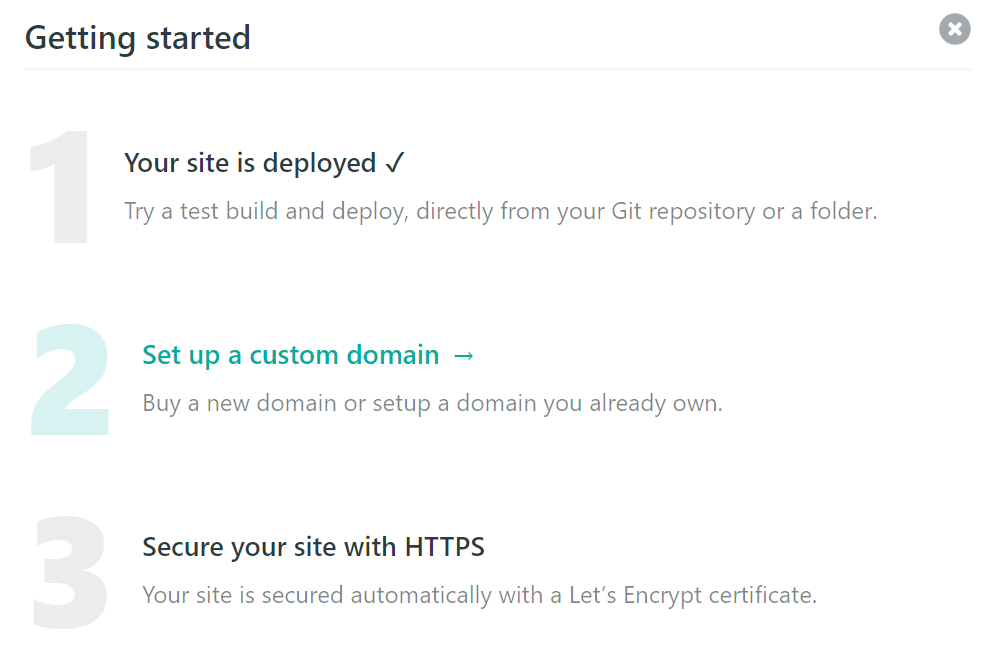 Getting started
1
Your site is deployed ✓
Try a test build and deploy, directly from your Git repository or a folder.
2
Set up a custom domain →
Buy a new domain or setup a domain you already own.
3
Secure your site with HTTPS
Your site is secured automatically with a Let’s Encrypt certificate.